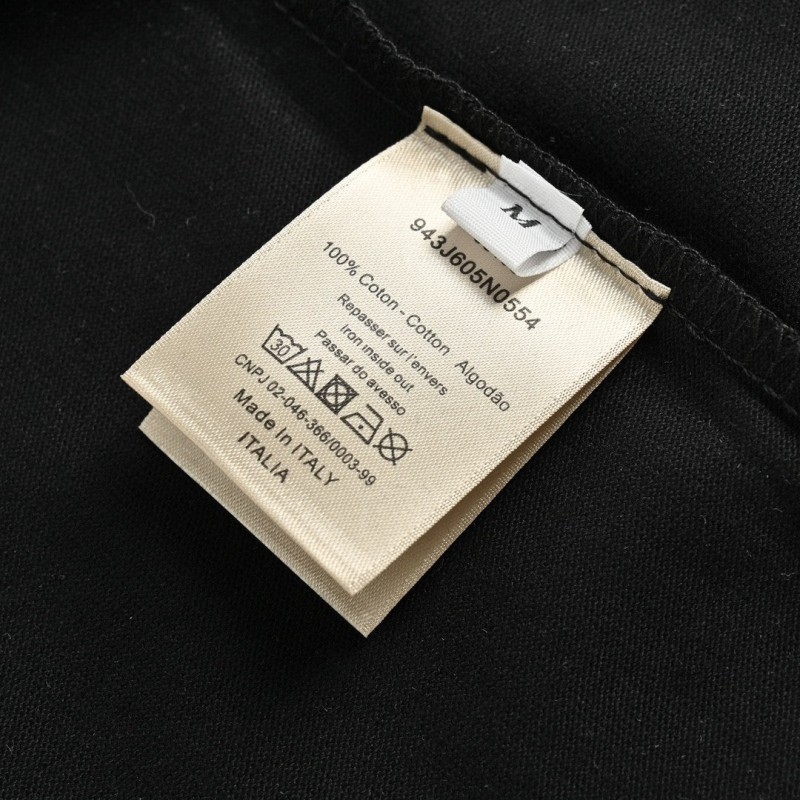 M
943J605N0554
100% Coton - Cotton Algodão
Repasser sur l'envers
iron inside out
Passar do avesso
30
CNPJ 02-046-366/0003-99
Made In ITALY
ITALIA